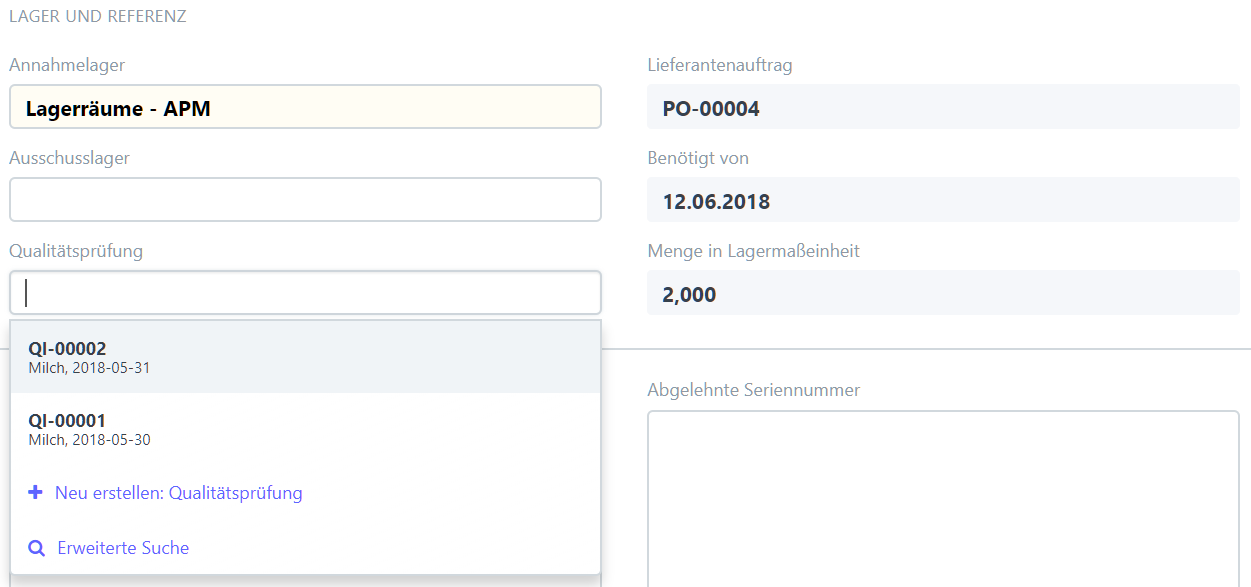 LAGER UND REFERENZ
Annahmelager
Lagerräume - APM
Ausschusslager
Qualitätsprüfung
QI-00002
Milch, 2018-05-31
QI-00001
Milch, 2018-05-30
Neu erstellen: Qualitätsprüfung
Erweiterte Suche
Lieferantenauftrag
PO-00004
Benötigt von
12.06.2018
Menge in Lagermaßeinheit
2,000
Abgelehnte Seriennummer